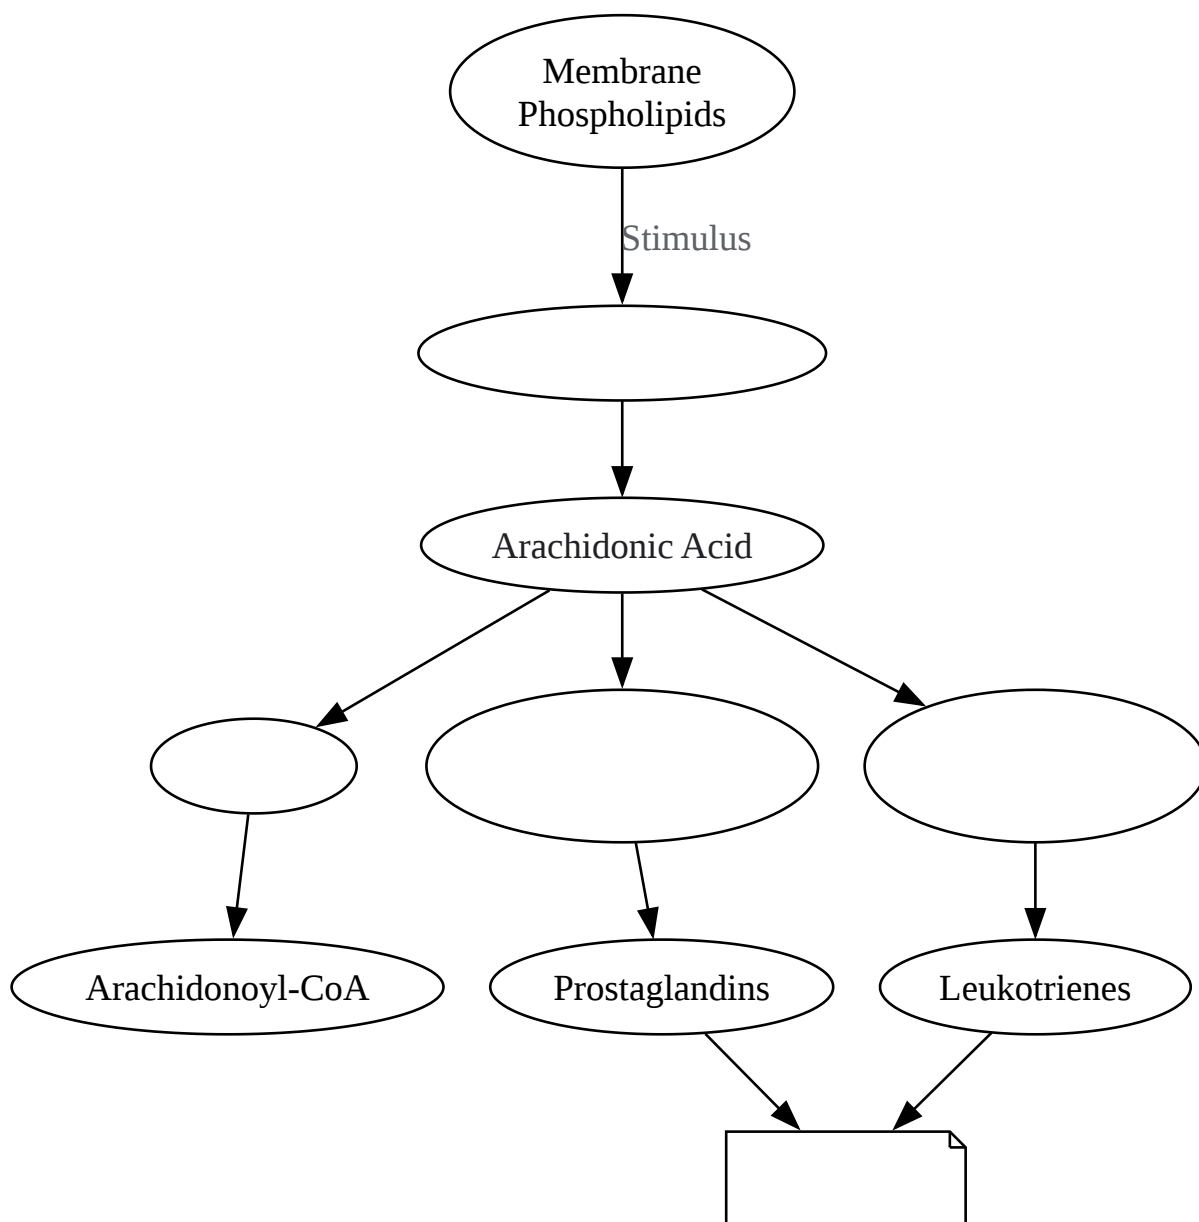 Membrane
Phospholipids
Stimulus
Arachidonic Acid
Arachidonoyl-CoA
Prostaglandins
Leukotrienes